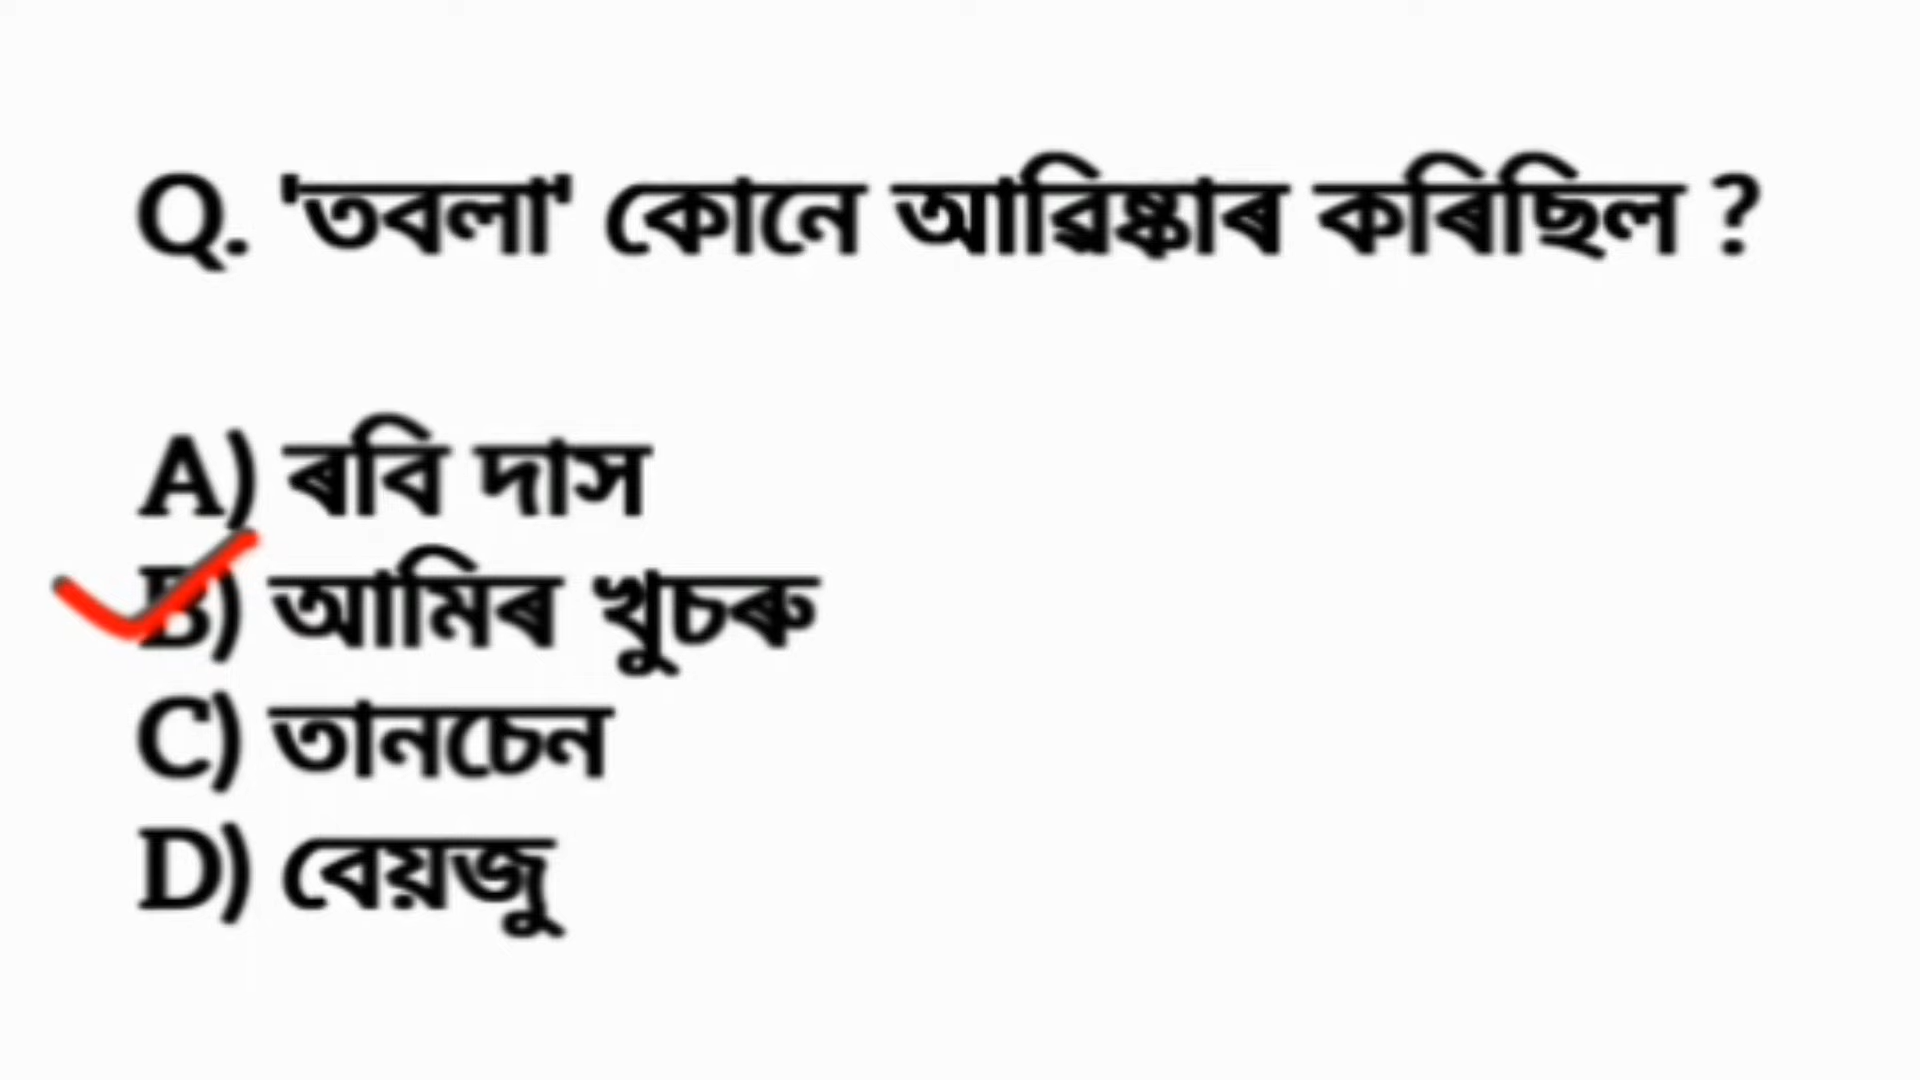 Q. 'তবলা' কোনে আৱিষ্কাৰ কৰিছিল ?
A) ৰবি দাস
B) আমিৰ খুচৰু
C) তানচেন
D) বেয়জু